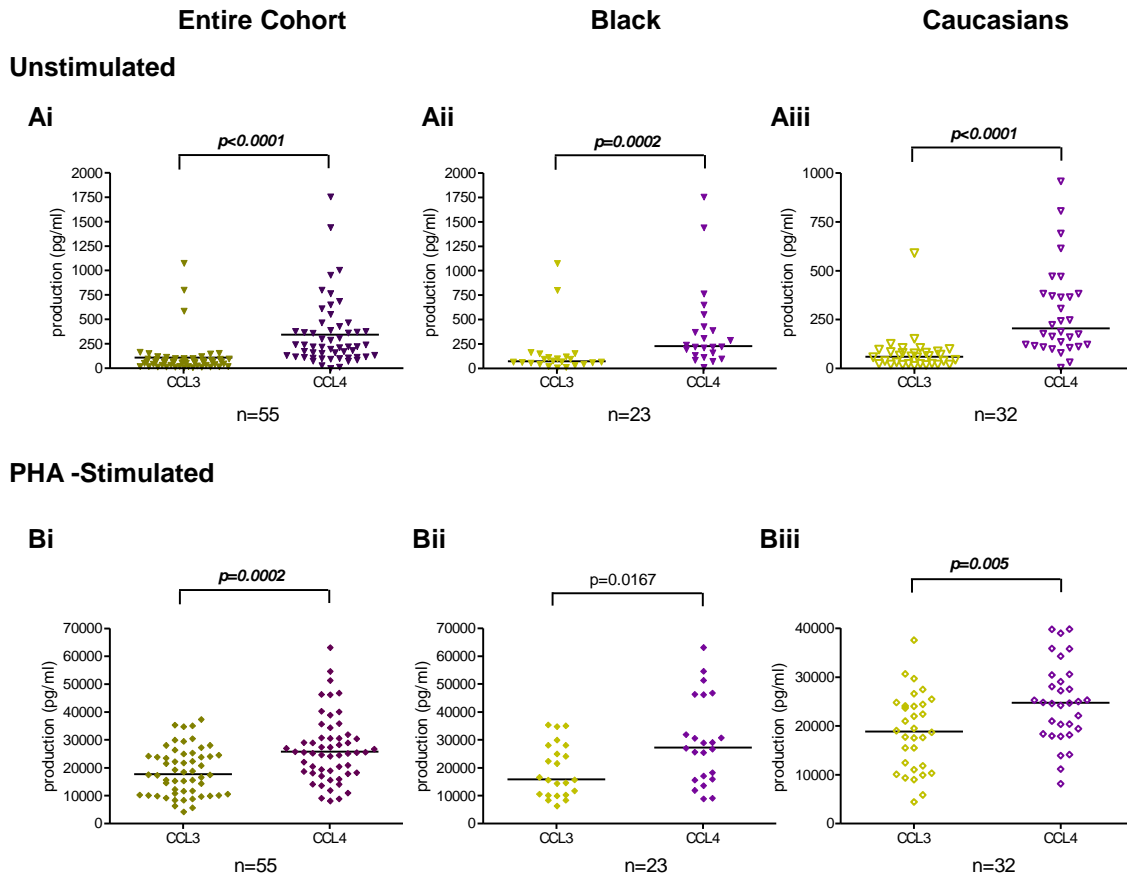 Entire Cohort Black Caucasians
Unstimulated
Ai Aii Aiii
p<0.0001 p=0.0002 p<0.0001
production (pg/ml)
2000
1750
1500
1250
1000
750
500
250
0
CCL3 CCL4
n=55
production (pg/ml)
2000
1750
1500
1250
1000
750
500
250
0
CCL3 CCL4
n=23
production (pg/ml)
1000
750
500
250
0
CCL3 CCL4
n=32
PHA -Stimulated
Bi Bii Biii
p=0.0002 p=0.0167 p=0.005
production (pg/ml)
70000
60000
50000
40000
30000
20000
10000
0
CCL3 CCL4
n=55
production (pg/ml)
70000
60000
50000
40000
30000
20000
10000
0
CCL3 CCL4
n=23
production (pg/ml)
40000
30000
20000
10000
0
CCL3 CCL4
n=32